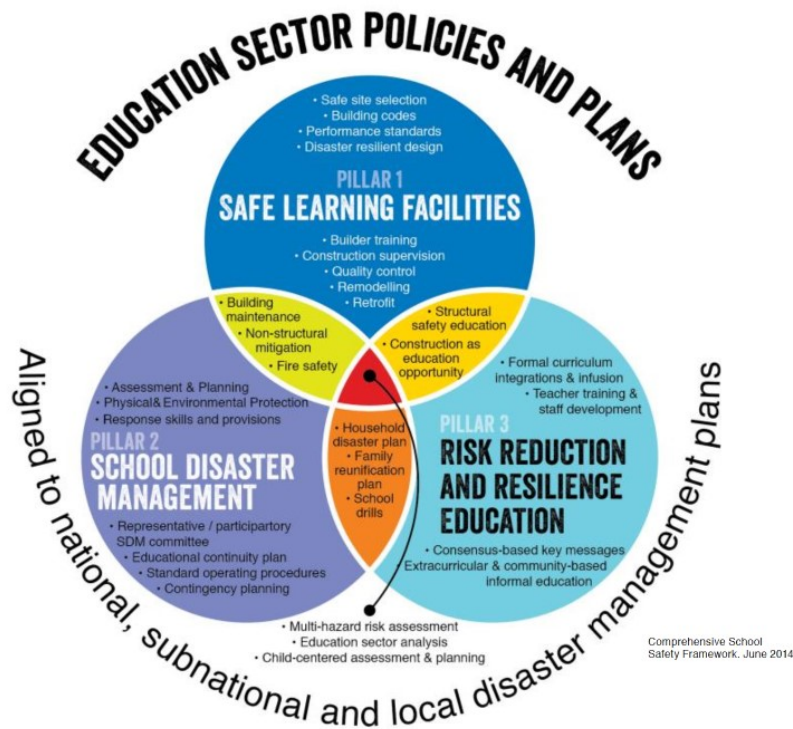 EDUCATION SECTOR POLICIES AND PLANS
• Safe site selection
• Building codes
• Performance standards
• Disaster resilient design
PILLAR 1
SAFE LEARNING FACILITIES
• Builder training
• Construction supervision
• Quality control
• Remodelling
• Retrofit
• Building
maintenance
• Non-structural
mitigation
• Fire safety
• Structural
safety education
• Construction as
education
opportunity
• Assessment & Planning
• Physical& Environmental Protection
• Response skills and provisions
PILLAR 2
SCHOOL DISASTER
MANAGEMENT
• Representative / participartory
SDM committee
• Educational continuity plan
• Standard operating procedures
• Contingency planning
• Household
disaster plan
• Family
reunification
plan
• School
drills
• Formal curriculum
integrations & infusion
• Teacher training &
staff development
PILLAR 3
RISK REDUCTION
AND RESILIENCE
EDUCATION
• Consensus-based key messages
• Extracurricular & community-based
informal education
• Multi-hazard risk assessment
• Education sector analysis
• Child-centered assessment & planning
Aligned to national, subnational and local disaster management plans
Comprehensive School
Safety Framework. June 2014